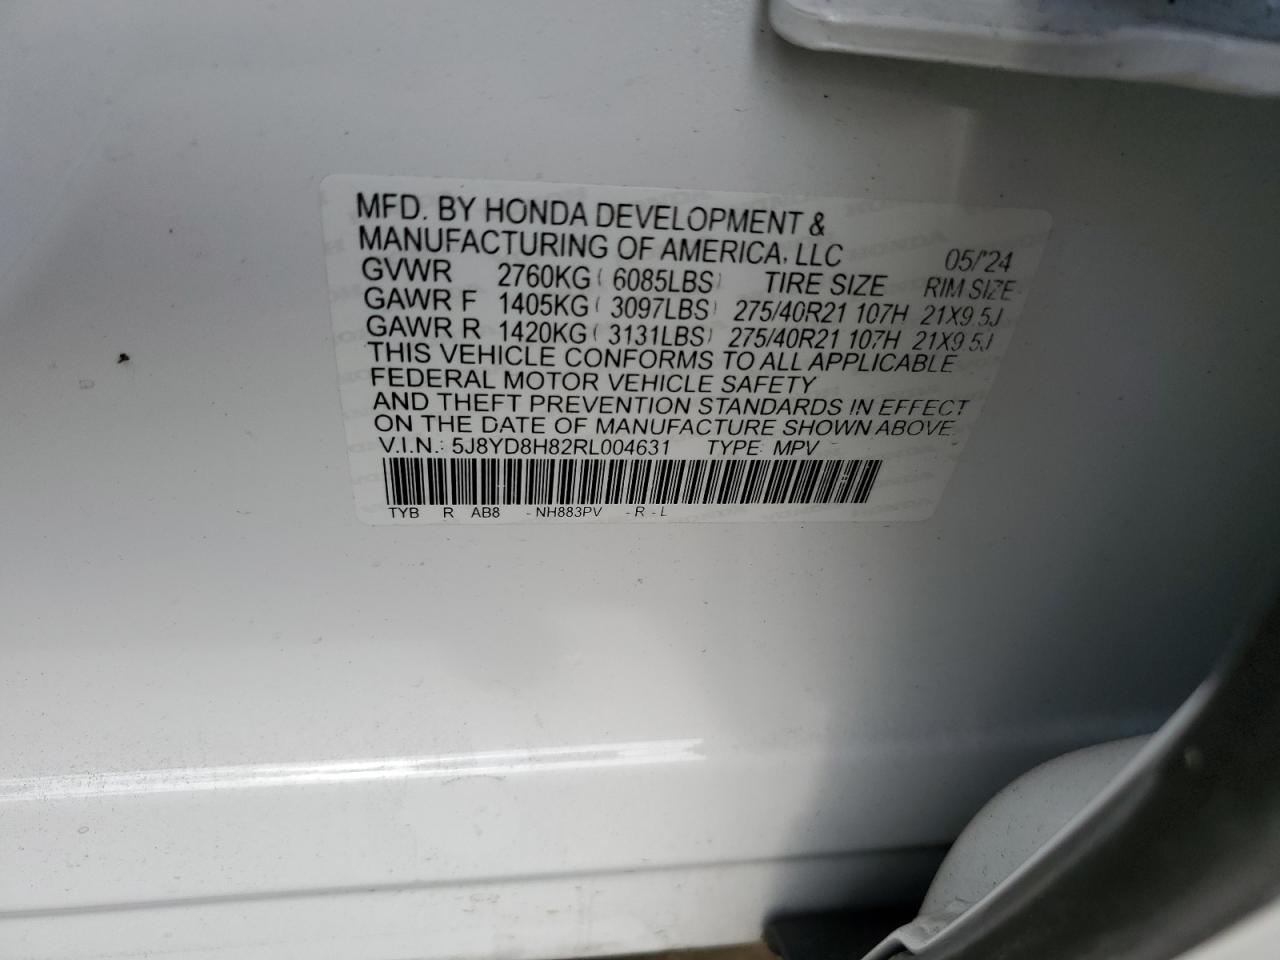 MFD. BY HONDA DEVELOPMENT &
MANUFACTURING OF AMERICA, LLC 05/'24
GVWR 2760KG ( 6085LBS) TIRE SIZE RIM SIZE
GAWR F 1405KG ( 3097LBS) 275/40R21 107H 21X9.5J
GAWR R 1420KG ( 3131LBS) 275/40R21 107H 21X9.5J
THIS VEHICLE CONFORMS TO ALL APPLICABLE
FEDERAL MOTOR VEHICLE SAFETY
AND THEFT PREVENTION STANDARDS IN EFFECT
ON THE DATE OF MANUFACTURE SHOWN ABOVE.
V.I.N.: 5J8YD8H82RL004631 TYPE: MPV
TYB R AB8 - NH883PV - R - L